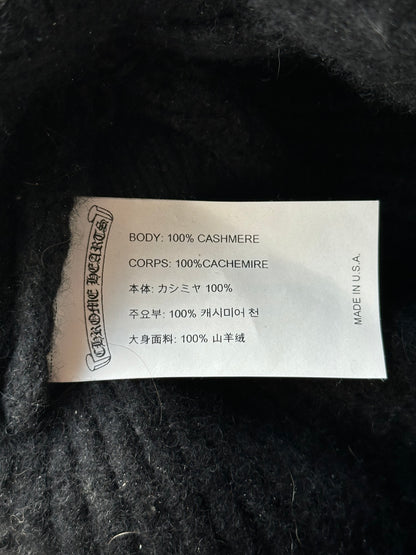 CHROME HEARTS
BODY: 100% CASHMERE
CORPS: 100%CACHEMIRE
本体: カシミヤ 100%
주요부: 100% 캐시미어 천
大身面料: 100% 山羊绒
MADE IN U.S.A.